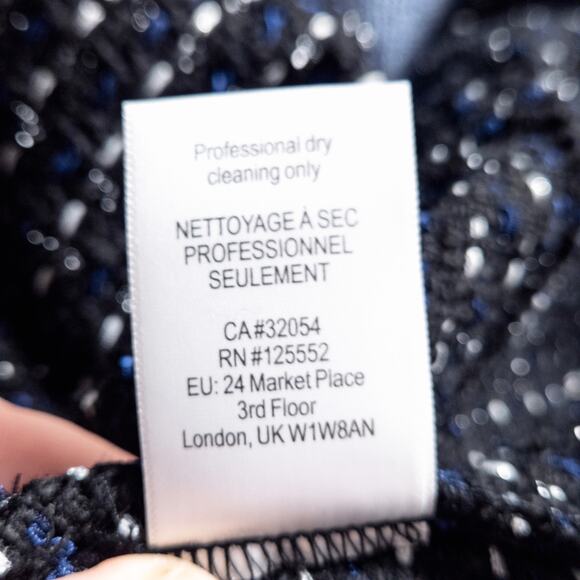 Professional dry
cleaning only
NETTOYAGE À SEC
PROFESSIONNEL
SEULEMENT
CA#32054
RN#125552
EU: 24 Market Place
3rd Floor
London, UK W1W8AN